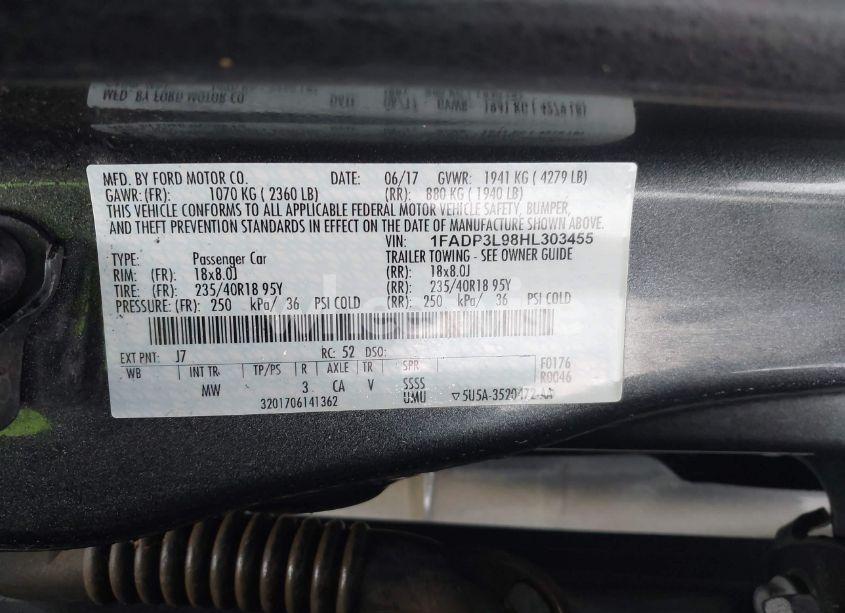 MFD. BY FORD MOTOR CO. DATE: 06/17 GVWR: 1941 KG ( 4279 LB)
GAWR: (FR): 1070 KG ( 2360 LB) (RR): 880 KG ( 1940 LB)
THIS VEHICLE CONFORMS TO ALL APPLICABLE FEDERAL MOTOR VEHICLE SAFETY, BUMPER,
AND THEFT PREVENTION STANDARDS IN EFFECT ON THE DATE OF MANUFACTURE SHOWN ABOVE.
VIN: 1FADP3L98HL303455
TYPE: Passenger Car TRAILER TOWING - SEE OWNER GUIDE
RIM: (FR): 18x8.0J (RR): 18x8.0J
TIRE: (FR): 235/40R18 95Y (RR): 235/40R18 95Y
PRESSURE: (FR): 250 kPa/ 36 PSI COLD (RR): 250 kPa/ 36 PSI COLD
EXT PNT: J7 RC: 52 DSO: F0176
WB INT TR TP/PS R AXLE TR SPR R0046
MW 3 CA V SSSS
3201706141362 UMU ▽5U5A-3520472-AA